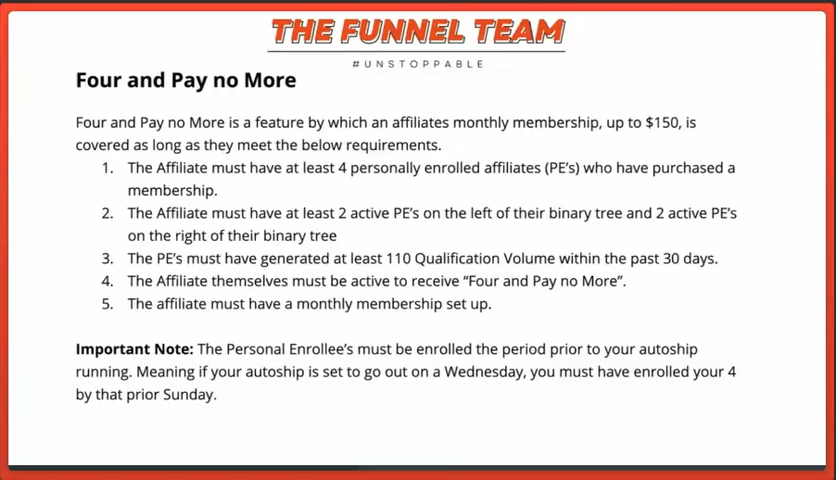 THE FUNNEL TEAM
#UNSTOPPABLE
Four and Pay no More
Four and Pay no More is a feature by which an affiliates monthly membership, up to $150, is
covered as long as they meet the below requirements.
1. The Affiliate must have at least 4 personally enrolled affiliates (PE's) who have purchased a
membership.
2. The Affiliate must have at least 2 active PE's on the left of their binary tree and 2 active PE's
on the right of their binary tree
3. The PE's must have generated at least 110 Qualification Volume within the past 30 days.
4. The Affiliate themselves must be active to receive “Four and Pay no More”.
5. The affiliate must have a monthly membership set up.
Important Note: The Personal Enrollee's must be enrolled the period prior to your autoship
running. Meaning if your autoship is set to go out on a Wednesday, you must have enrolled your 4
by that prior Sunday.